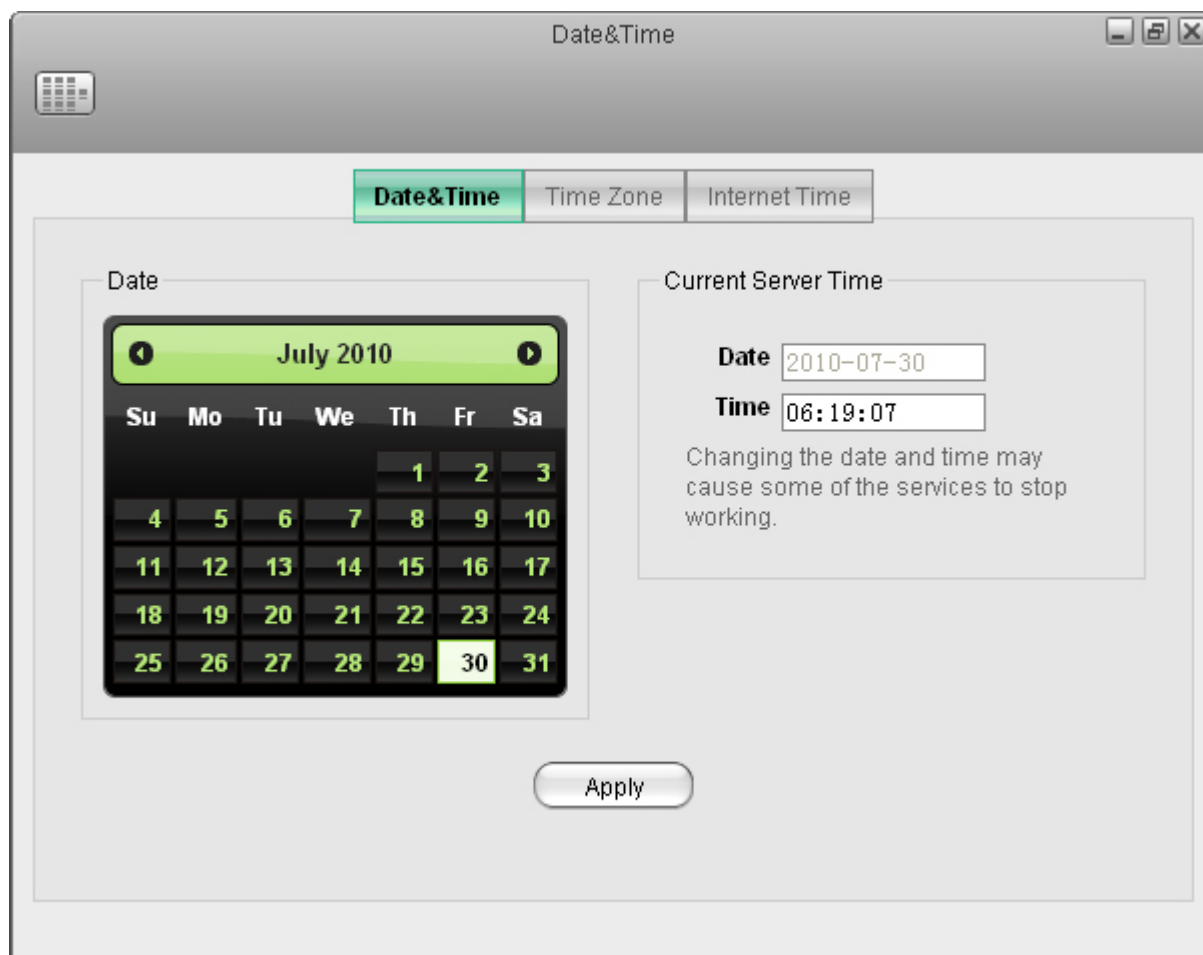 Date&Time
Date&Time Time Zone Internet Time
Date
July 2010
Su Mo Tu We Th Fr Sa
1 2 3
4 5 6 7 8 9 10
11 12 13 14 15 16 17
18 19 20 21 22 23 24
25 26 27 28 29 30 31
Current Server Time
Date 2010-07-30
Time 06:19:07
Changing the date and time may
cause some of the services to stop
working.
Apply